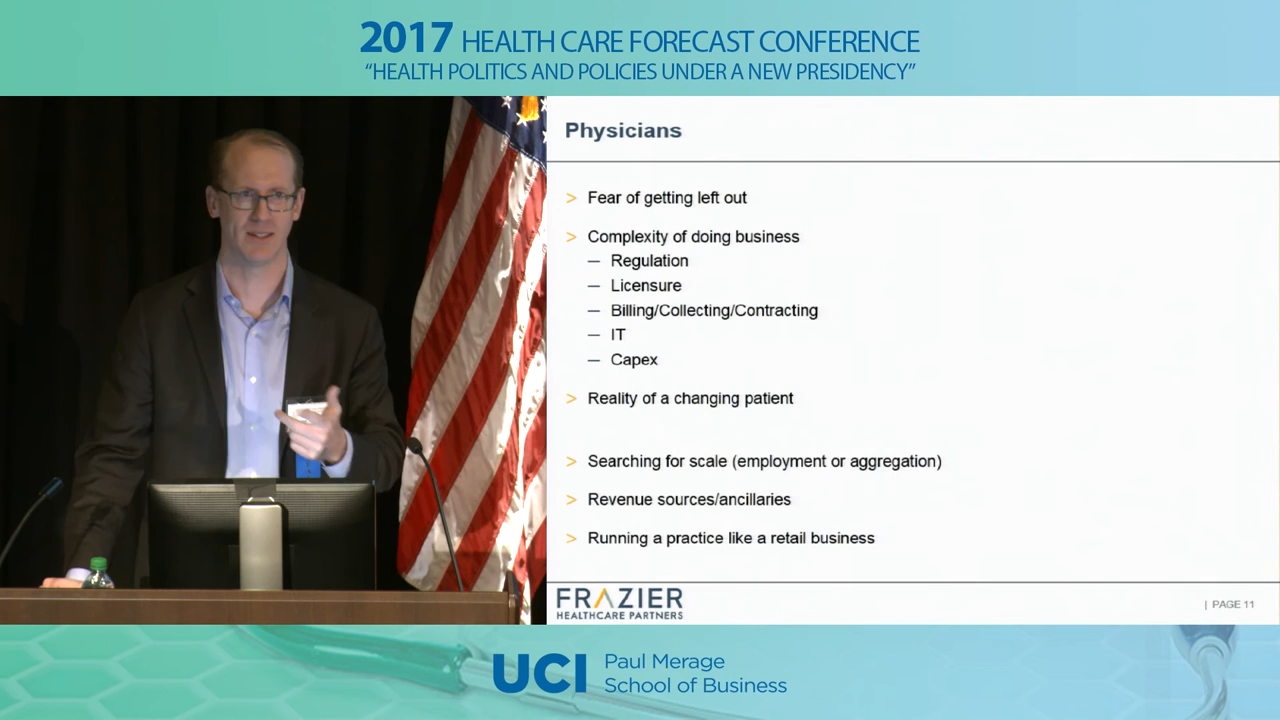 2017 HEALTH CARE FORECAST CONFERENCE
“HEALTH POLITICS AND POLICIES UNDER A NEW PRESIDENCY”
Physicians
> Fear of getting left out
> Complexity of doing business
– Regulation
– Licensure
– Billing/Collecting/Contracting
– IT
– Capex
> Reality of a changing patient
> Searching for scale (employment or aggregation)
> Revenue sources/ancillaries
> Running a practice like a retail business
FRAZIER
HEALTHCARE PARTNERS
| PAGE 11
UCI
Paul Merage
School of Business